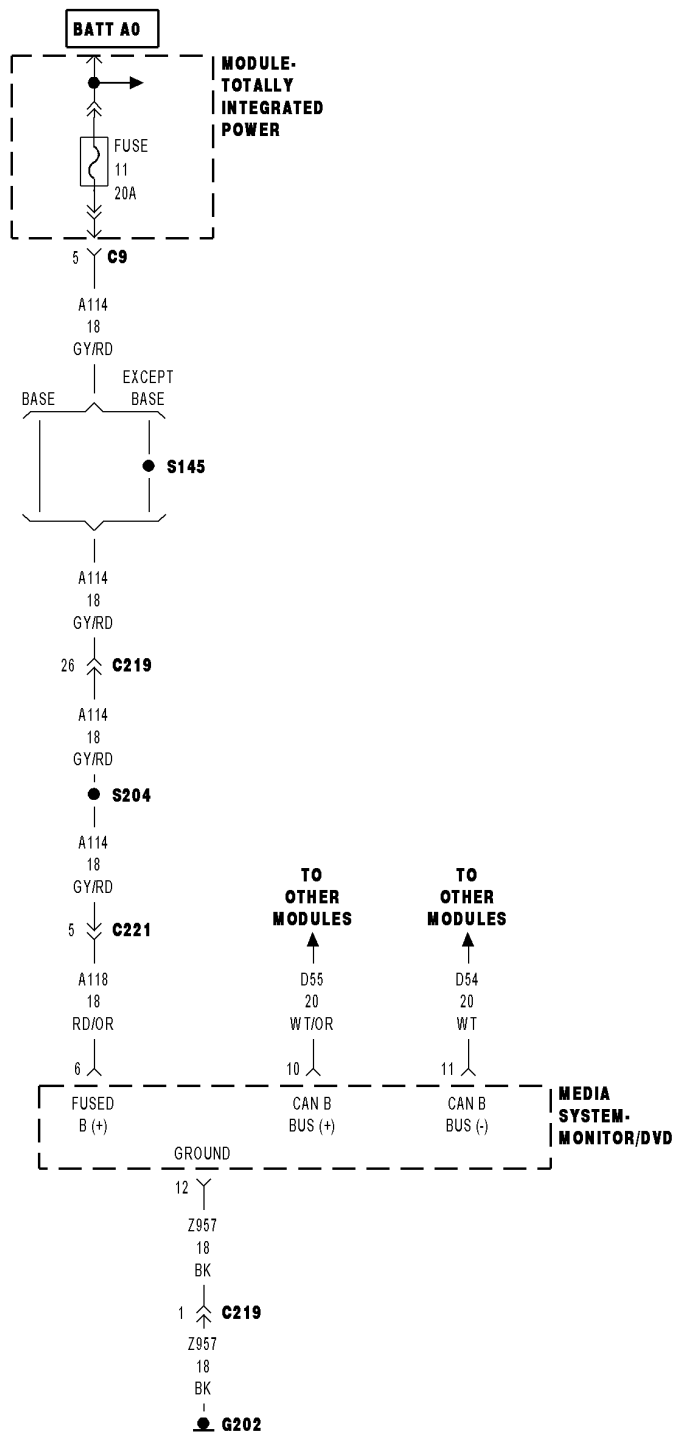 BATT A0
MODULE-
TOTALLY
INTEGRATED
POWER
FUSE
11
20A
5 C9
A114
18
GY/RD
BASE
EXCEPT
BASE
S145
A114
18
GY/RD
26 C219
A114
18
GY/RD
S204
A114
18
GY/RD
5 C221
A118
18
RD/OR
6
TO
OTHER
MODULES
D55
20
WT/OR
10
TO
OTHER
MODULES
D54
20
WT
11
FUSED
B (+)
CAN B
BUS (+)
CAN B
BUS (-)
MEDIA
SYSTEM-
MONITOR/DVD
GROUND
12
Z957
18
BK
1 C219
Z957
18
BK
G202